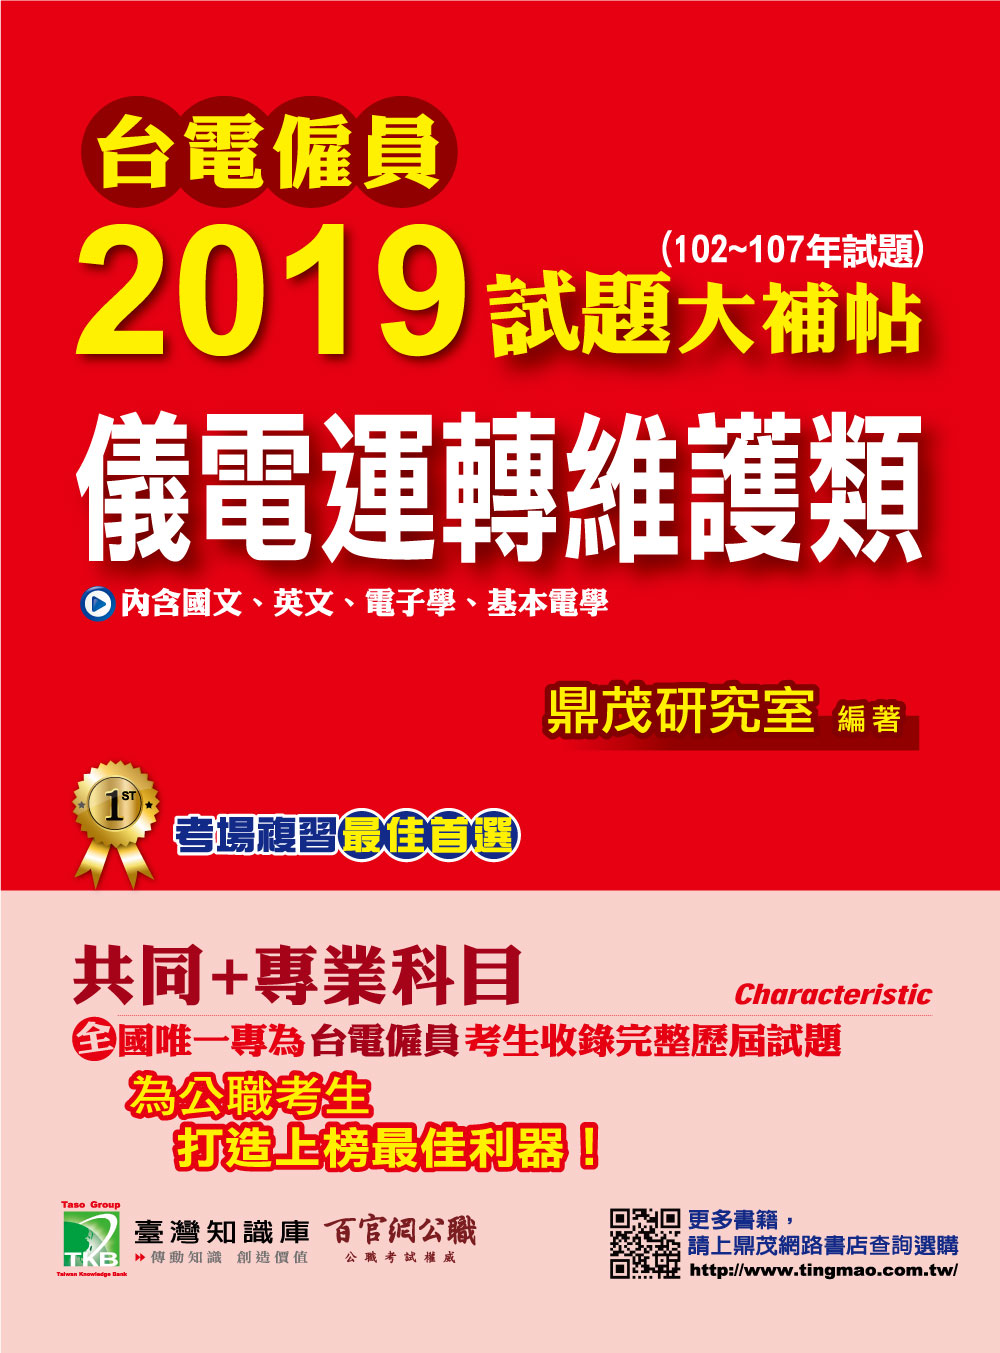 台電僱員
2019試題大補帖
(102~107年試題)
儀電運轉維護類
內含國文、英文、電子學、基本電學
鼎茂研究室 編著
1ST
考場複習最佳首選
共同+專業科目
Characteristic
全國唯一專為台電僱員考生收錄完整歷屆試題
為公職考生
打造上榜最佳利器！
Taso Group
TKB
Taiwan Knowledge Bank
臺灣知識庫
傳動知識 創造價值
百官網公職
公職考試權威
更多書籍，
請上鼎茂網路書店查詢選購
http://www.tingmao.com.tw/